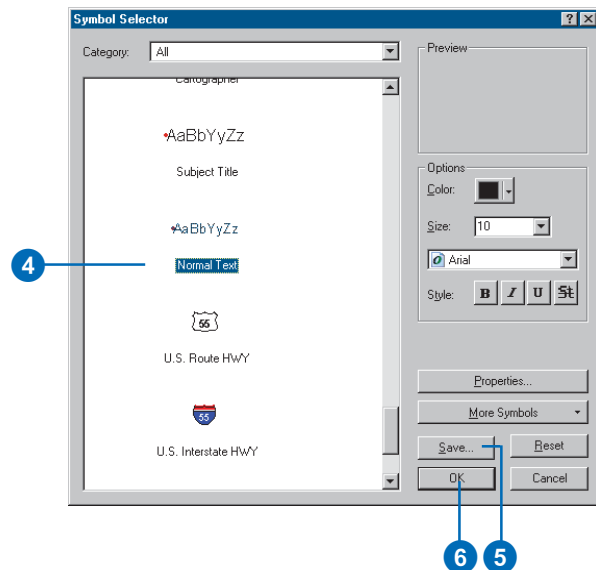 Symbol Selector
Category: All
Cartographer
AaBbYyZz
Subject Title
AaBbYyZz
Normal Text
55
U.S. Route HWY
55
U.S. Interstate HWY
Preview
Options
Color:
Size: 10
Arial
Style: B I U St
Properties...
More Symbols
Save... Reset
OK Cancel
4
6 5